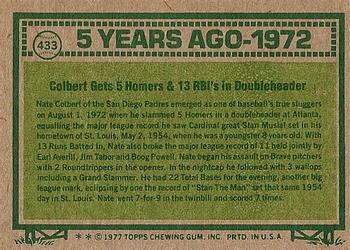 433
5 YEARS AGO-1972
Colbert Gets 5 Homers & 13 RBI's in Doubleheader
Nate Colbert of the San Diego Padres emerged as one of baseball's true sluggers
on August 1, 1972 when he slammed 5 Homers in a doubleheader at Atlanta,
equalling the major league record he saw Cardinal great Stan Musial set in his
hometown of St. Louis, May 2, 1954, when he was a youngster 8 years old. With
13 Runs Batted In, Nate also broke the major league record of 11 held jointly by
Earl Averill, Jim Tabor and Boog Powell. Nate began his assault on Brave pitchers
with 2 Roundtrippers in the opener. In the nightcap he followed with 3 wallops
including a Grand Slammer. He had 22 Total Bases for the evening, another big
league mark, eclipsing by one the record of "Stan The Man" set that same 1954
day in St. Louis. Nate went 7-for-9 in the twinbill and scored 7 times.
* * © 1977 TOPPS CHEWING GUM, INC. PRTD. IN U.S.A.